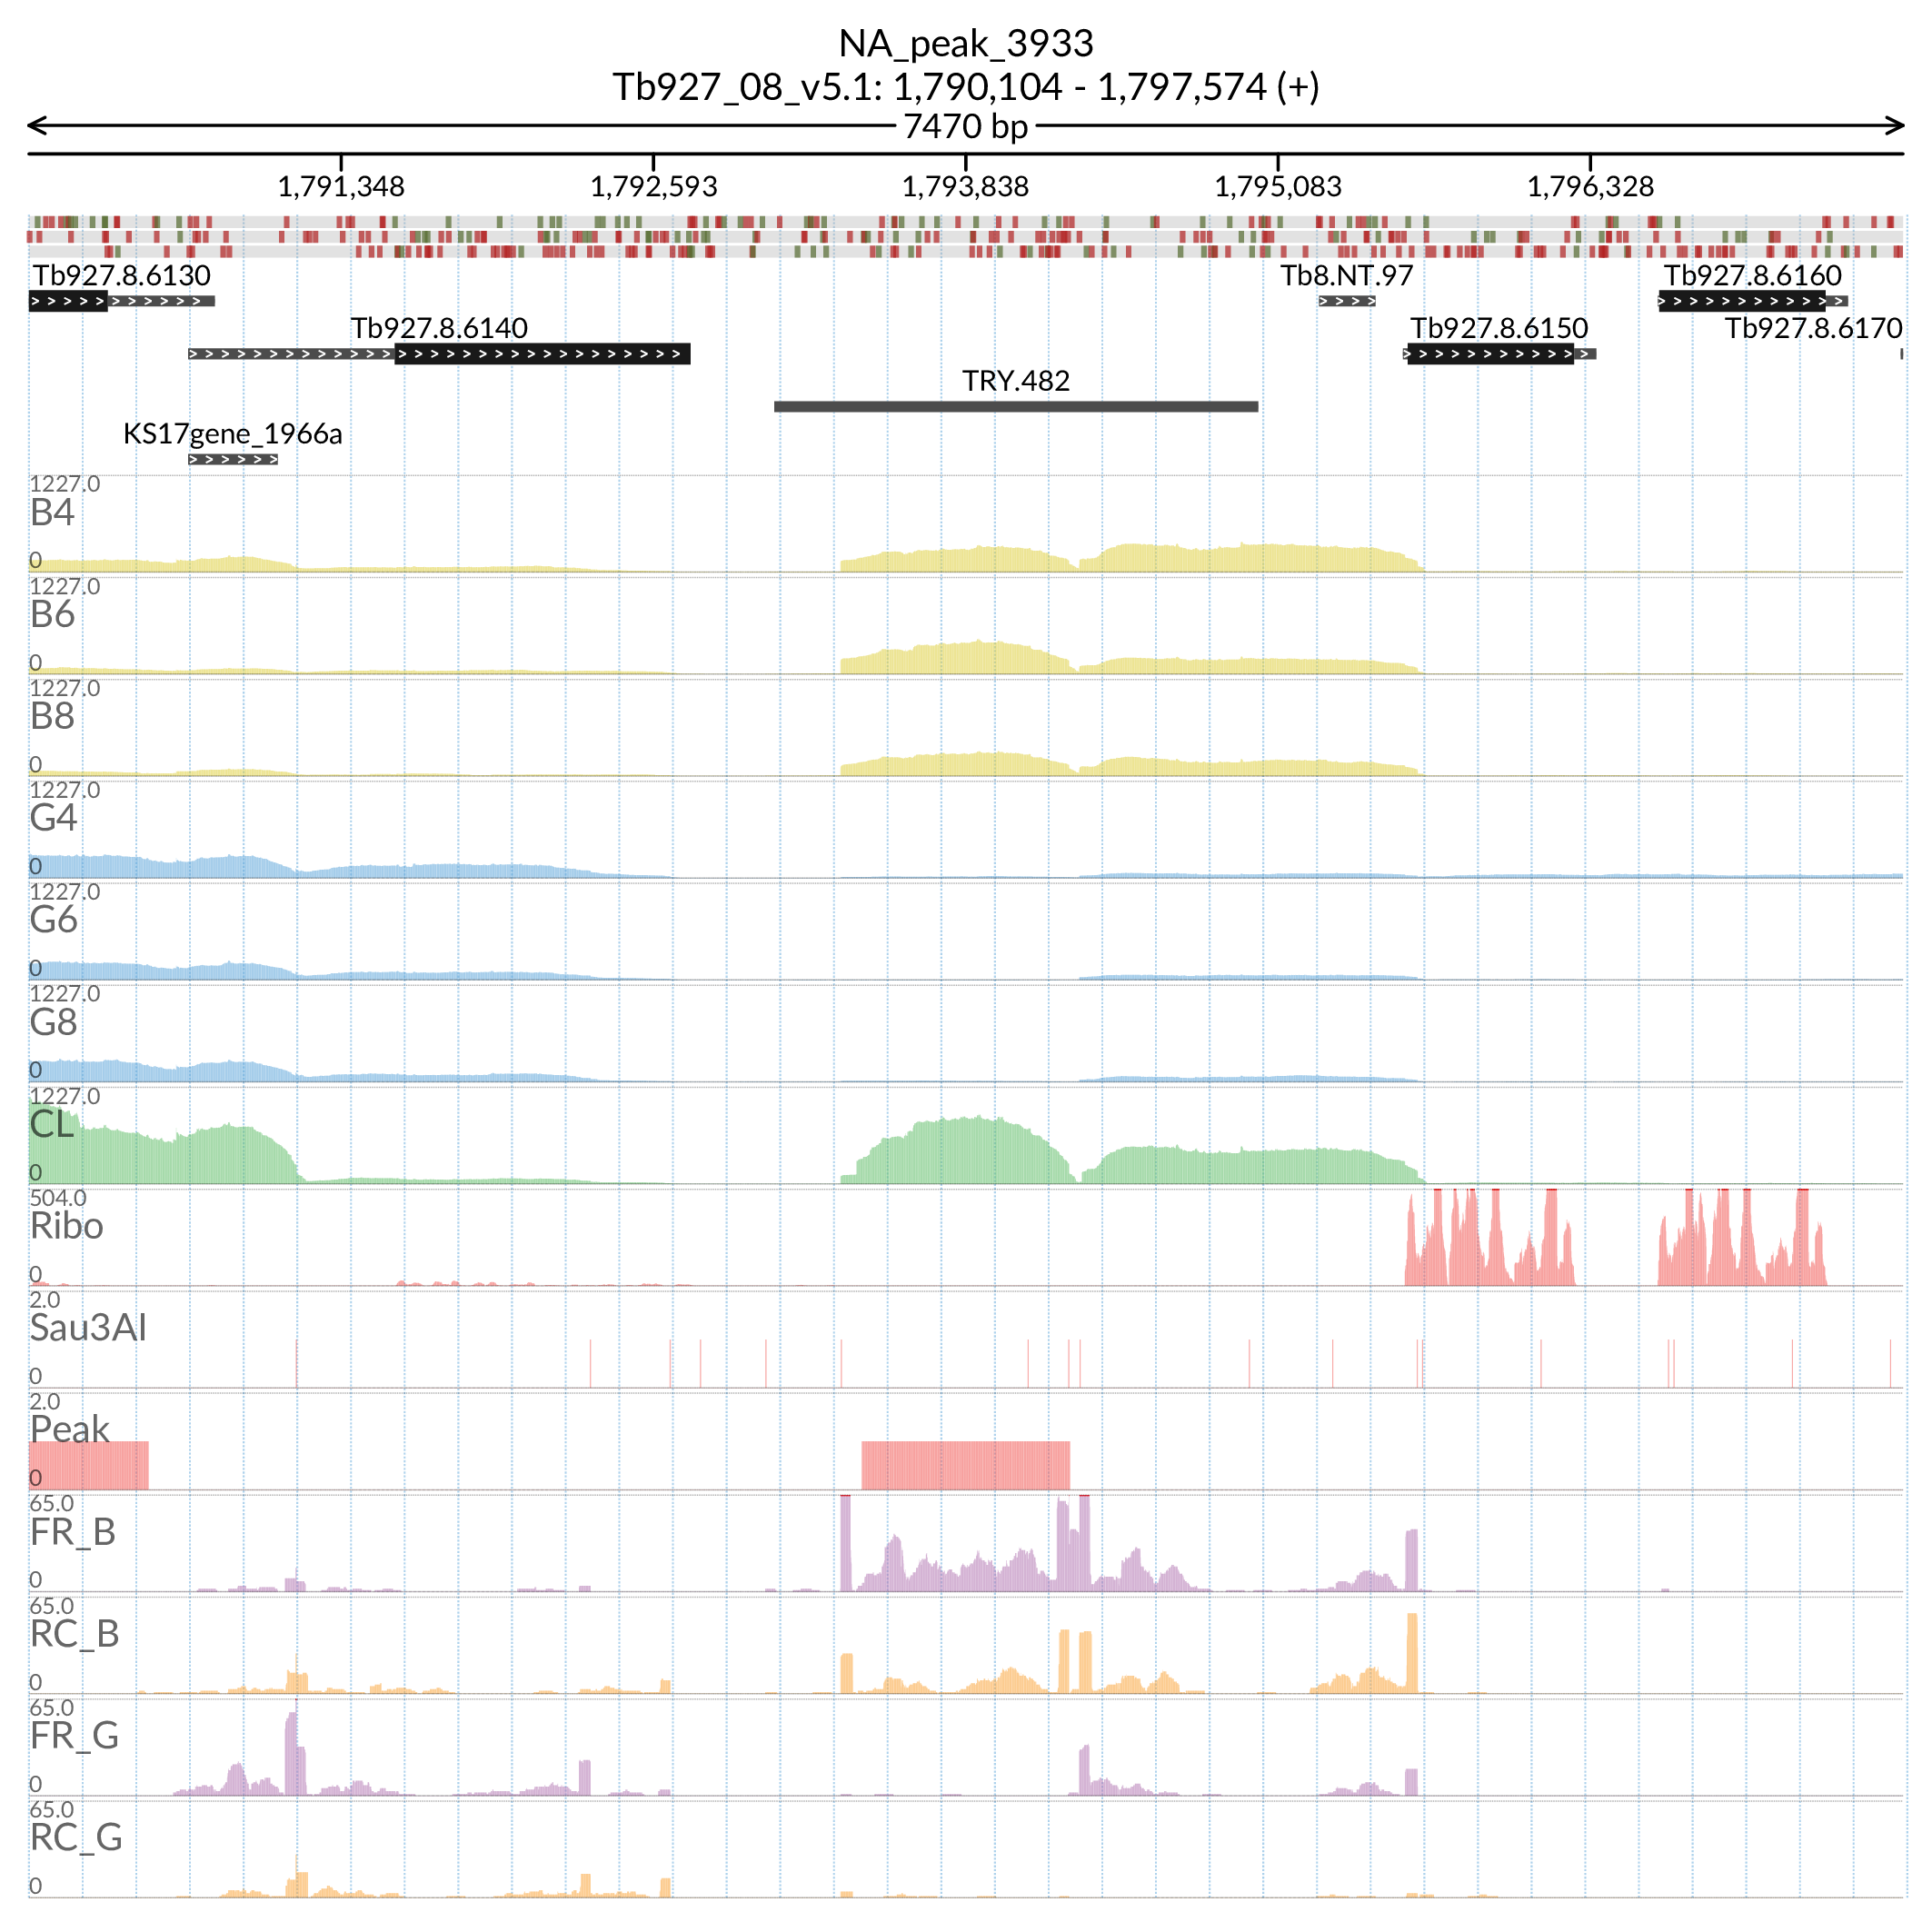 NA_peak_3933
Tb927_08_v5.1: 1,790,104 - 1,797,574 (+)
7470 bp
1,791,348 1,792,593 1,793,838 1,795,083 1,796,328
Tb927.8.6130 Tb8.NT.97 Tb927.8.6160
Tb927.8.6140 Tb927.8.6150 Tb927.8.6170
TRY.482
KS17gene_1966a
1227.0
B4
0
1227.0
B6
0
1227.0
B8
0
1227.0
G4
0
1227.0
G6
0
1227.0
G8
0
1227.0
CL
0
504.0
Ribo
0
2.0
Sau3AI
0
2.0
Peak
0
65.0
FR_B
0
65.0
RC_B
0
65.0
FR_G
0
65.0
RC_G
0